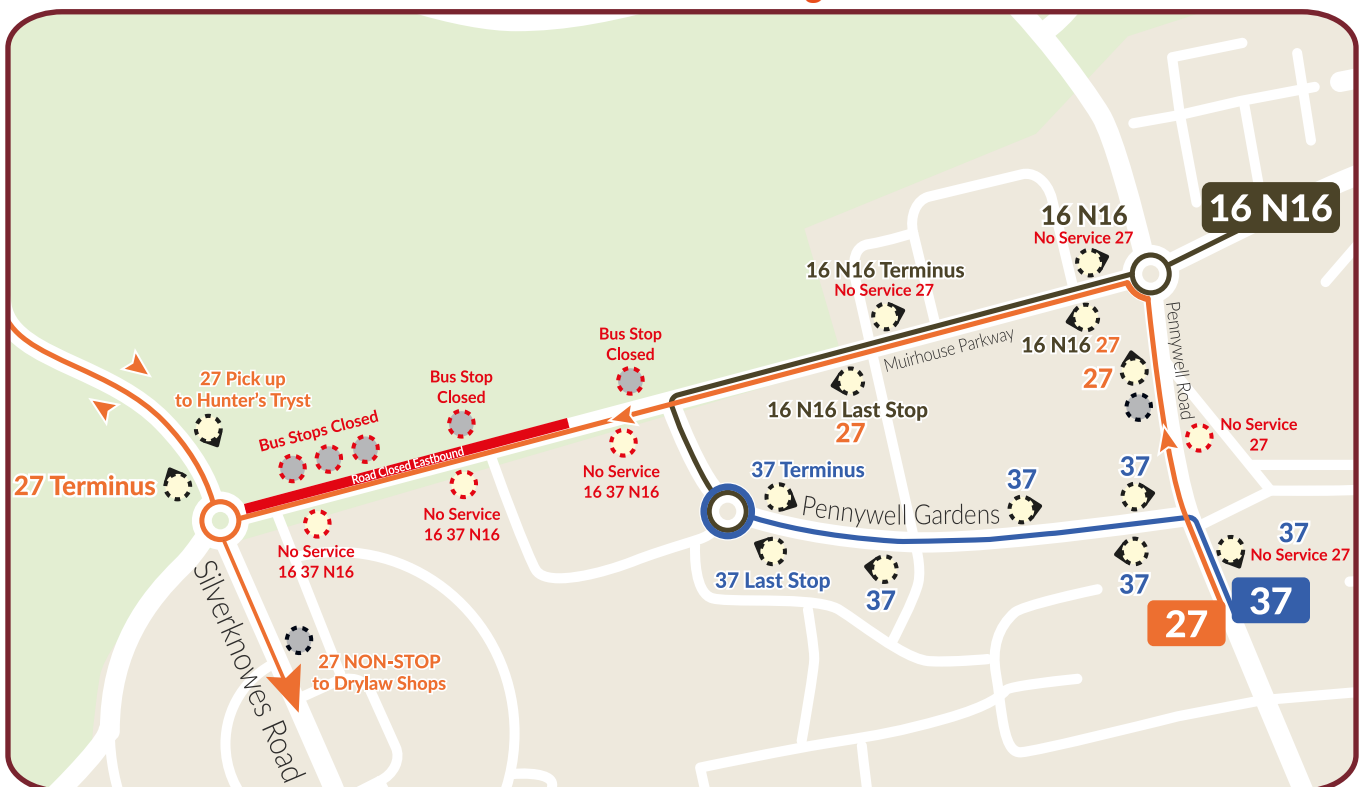 16 N16
16 N16
No Service 27
16 N16 Terminus
No Service 27
Pennywell Road
Muirhouse Parkway
16 N16 27
27
Bus Stop
Closed
Bus Stop
Closed
27 Pick up
to Hunter's Tryst
Bus Stops Closed
Road Closed Eastbound
16 N16 Last Stop
27
No Service
27
27 Terminus
No Service
16 37 N16
No Service
16 37 N16
No Service
16 37 N16
37 Terminus
Pennywell Gardens
37
37
37
No Service 27
37 Last Stop
37
37
37
27
Silverknowes Road
27 NON-STOP
to Drylaw Shops